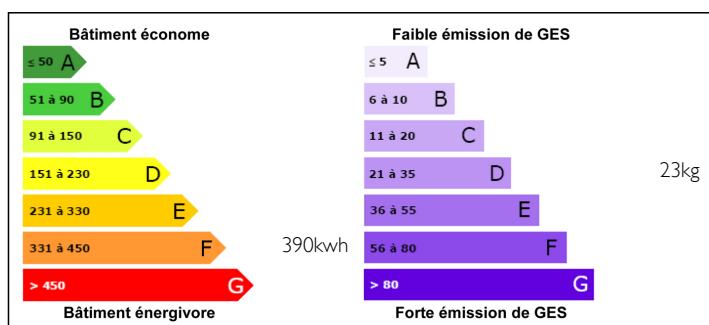 Bâtiment économe
≤ 50 A
51 à 90 B
91 à 150 C
151 à 230 D
231 à 330 E
331 à 450 F
390kwh
> 450 G
Bâtiment énergivore
Faible émission de GES
≤ 5 A
6 à 10 B
11 à 20 C
21 à 35 D
23kg
36 à 55 E
56 à 80 F
> 80 G
Forte émission de GES